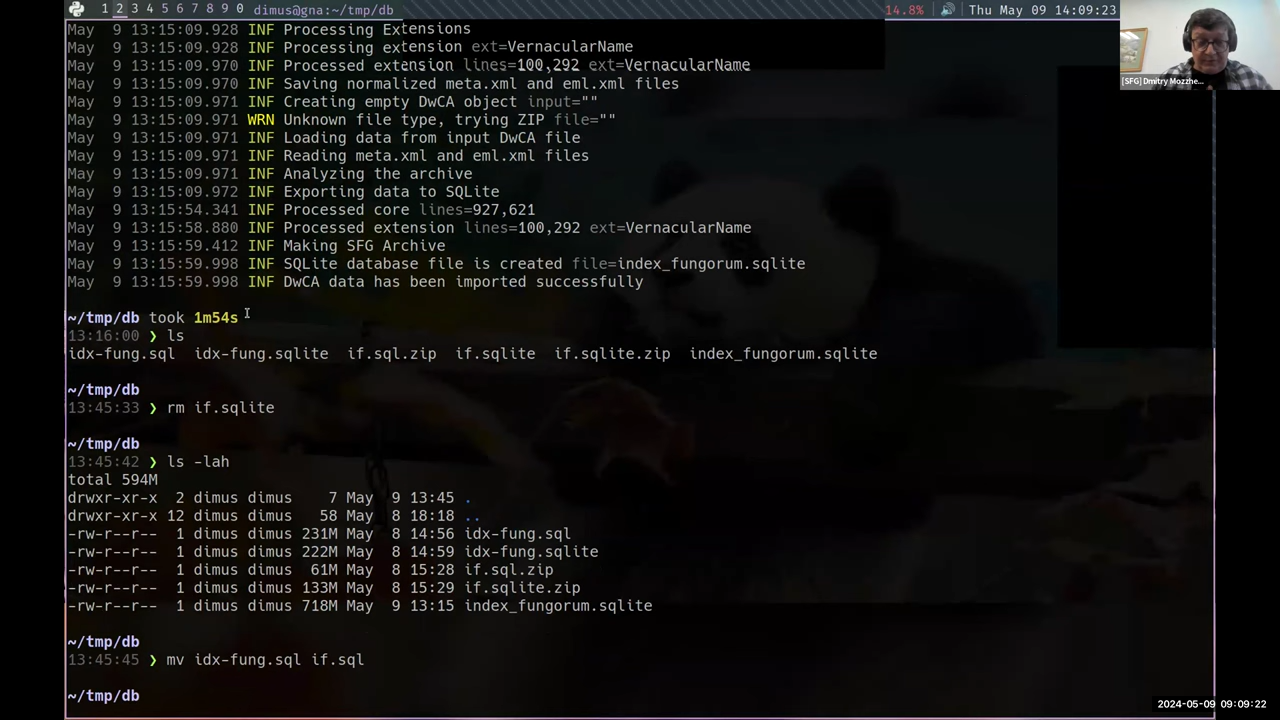 1 2 3 4 5 6 7 8 9 0 dimus@gna:~/tmp/db 14.8% Thu May 09 14:09:23
[SFG] Dmitry Mozzhe...
May 9 13:15:09.928 INF Processing Extensions
May 9 13:15:09.928 INF Processing extension ext=VernacularName
May 9 13:15:09.970 INF Processed extension lines=100,292 ext=VernacularName
May 9 13:15:09.970 INF Saving normalized meta.xml and eml.xml files
May 9 13:15:09.971 INF Creating empty DwCA object input=""
May 9 13:15:09.971 WRN Unknown file type, trying ZIP file=""
May 9 13:15:09.971 INF Loading data from input DwCA file
May 9 13:15:09.971 INF Reading meta.xml and eml.xml files
May 9 13:15:09.971 INF Analyzing the archive
May 9 13:15:09.972 INF Exporting data to SQLite
May 9 13:15:54.341 INF Processed core lines=927,621
May 9 13:15:58.880 INF Processed extension lines=100,292 ext=VernacularName
May 9 13:15:59.412 INF Making SFG Archive
May 9 13:15:59.998 INF SQLite database file is created file=index_fungorum.sqlite
May 9 13:15:59.998 INF DwCA data has been imported successfully
~/tmp/db took 1m54s
13:16:00 ❯ ls
idx-fung.sql idx-fung.sqlite if.sql.zip if.sqlite if.sqlite.zip index_fungorum.sqlite
~/tmp/db
13:45:33 ❯ rm if.sqlite
~/tmp/db
13:45:42 ❯ ls -lah
total 594M
drwxr-xr-x 2 dimus dimus 7 May 9 13:45 .
drwxr-xr-x 12 dimus dimus 58 May 8 18:18 ..
-rw-r--r-- 1 dimus dimus 231M May 8 14:56 idx-fung.sql
-rw-r--r-- 1 dimus dimus 222M May 8 14:59 idx-fung.sqlite
-rw-r--r-- 1 dimus dimus 61M May 8 15:28 if.sql.zip
-rw-r--r-- 1 dimus dimus 133M May 8 15:29 if.sqlite.zip
-rw-r--r-- 1 dimus dimus 718M May 9 13:15 index_fungorum.sqlite
~/tmp/db
13:45:45 ❯ mv idx-fung.sql if.sql
~/tmp/db
2024-05-09 09:09:22